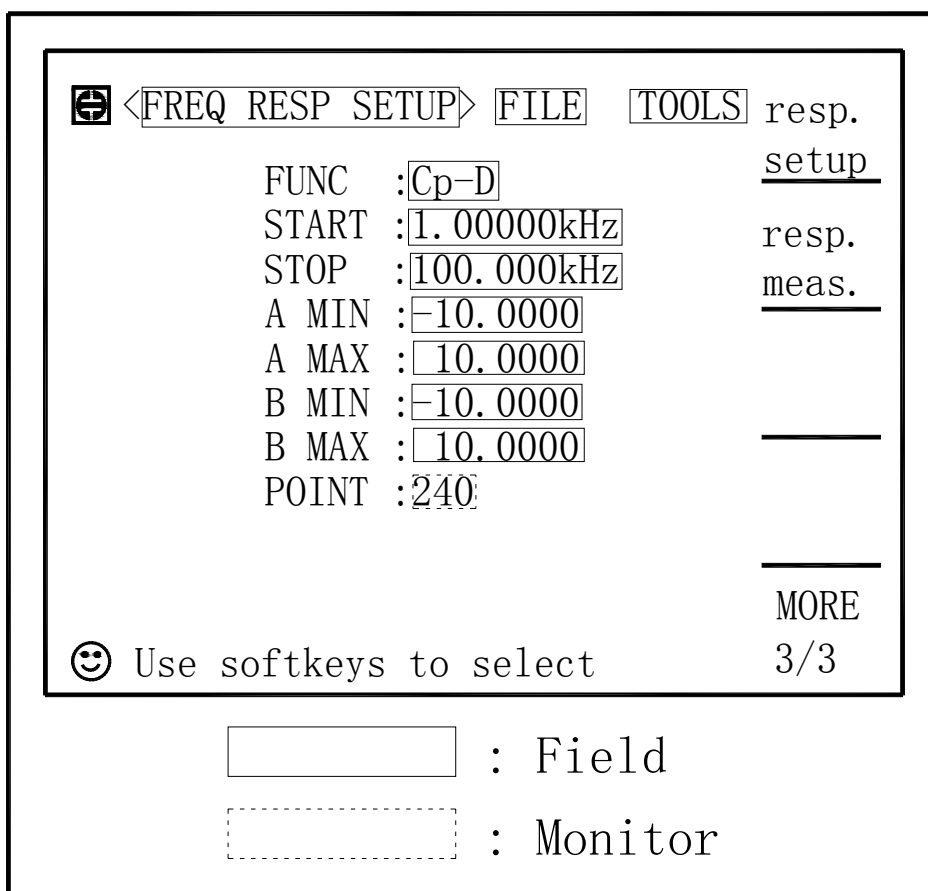 <FREQ RESP SETUP> FILE TOOLS
resp.
setup
FUNC :Cp-D
START :1.00000kHz
resp.
meas.
STOP :100.000kHz
A MIN :-10.0000
A MAX : 10.0000
B MIN :-10.0000
B MAX : 10.0000
POINT :240
MORE
3/3
Use softkeys to select
: Field
: Monitor